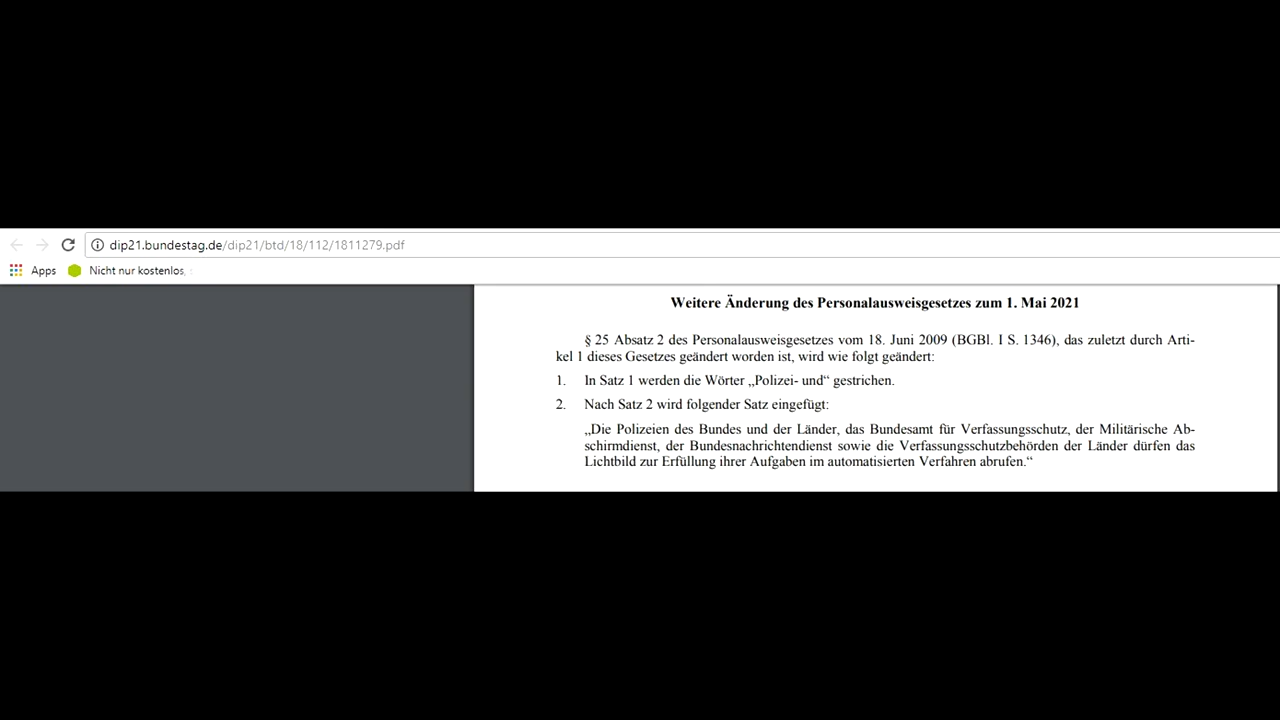 dip21.bundestag.de/dip21/btd/18/112/1811279.pdf
Apps Nicht nur kostenlos,
Weitere Änderung des Personalausweisgesetzes zum 1. Mai 2021
§ 25 Absatz 2 des Personalausweisgesetzes vom 18. Juni 2009 (BGBl. I S. 1346), das zuletzt durch Arti-
kel 1 dieses Gesetzes geändert worden ist, wird wie folgt geändert:
1. In Satz 1 werden die Wörter „Polizei- und“ gestrichen.
2. Nach Satz 2 wird folgender Satz eingefügt:
„Die Polizeien des Bundes und der Länder, das Bundesamt für Verfassungsschutz, der Militärische Ab-
schirmdienst, der Bundesnachrichtendienst sowie die Verfassungsschutzbehörden der Länder dürfen das
Lichtbild zur Erfüllung ihrer Aufgaben im automatisierten Verfahren abrufen.“